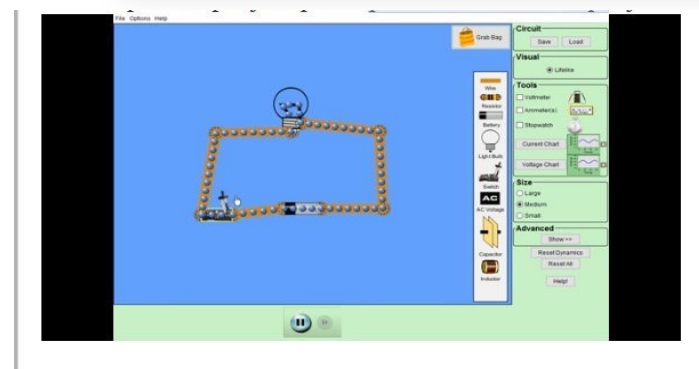 File Options Help
Grab Bag
Wire
Resistor
Battery
Light Bulb
Switch
AC
AC Voltage
Capacitor
Inductor
Circuit
Save Load
Visual
Lifelike
Tools
Voltmeter
Ammeter(s)
Stopwatch
Current Chart
Voltage Chart
Size
Large
Medium
Small
Advanced
Show >>
Reset Dynamics
Reset All
Help!